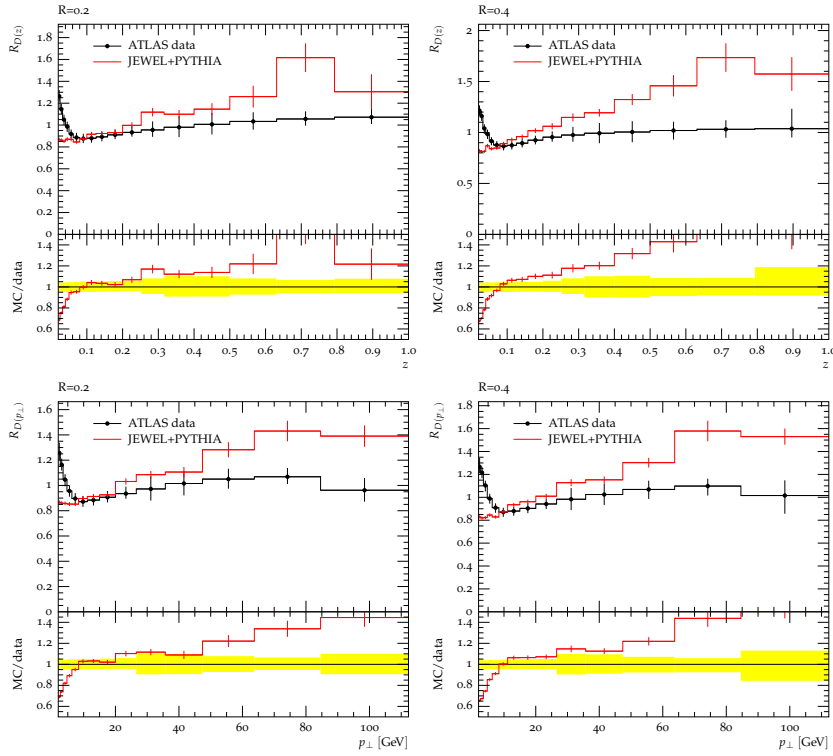 R=0.2
ATLAS data
JEWEL+PYTHIA
0
0.2
0.4
0.6
0.8
1
1.2
1.4
1.6
1.8
R_D(z)
0.1 0.2 0.3 0.4 0.5 0.6 0.7 0.8 0.9 1.0
0.6
0.8
1
1.2
1.4
z
MC/data
R=0.4
ATLAS data
JEWEL+PYTHIA
0
0.5
1
1.5
2
R_D(z)
0.1 0.2 0.3 0.4 0.5 0.6 0.7 0.8 0.9 1.0
0.6
0.8
1
1.2
1.4
z
MC/data
R=0.2
ATLAS data
JEWEL+PYTHIA
0
0.2
0.4
0.6
0.8
1
1.2
1.4
1.6
R_D(p⊥)
20 40 60 80 100
0.6
0.8
1
1.2
1.4
p⊥ [GeV]
MC/data
R=0.4
ATLAS data
JEWEL+PYTHIA
0
0.2
0.4
0.6
0.8
1
1.2
1.4
1.6
1.8
R_D(p⊥)
20 40 60 80 100
0.6
0.8
1
1.2
1.4
p⊥ [GeV]
MC/data